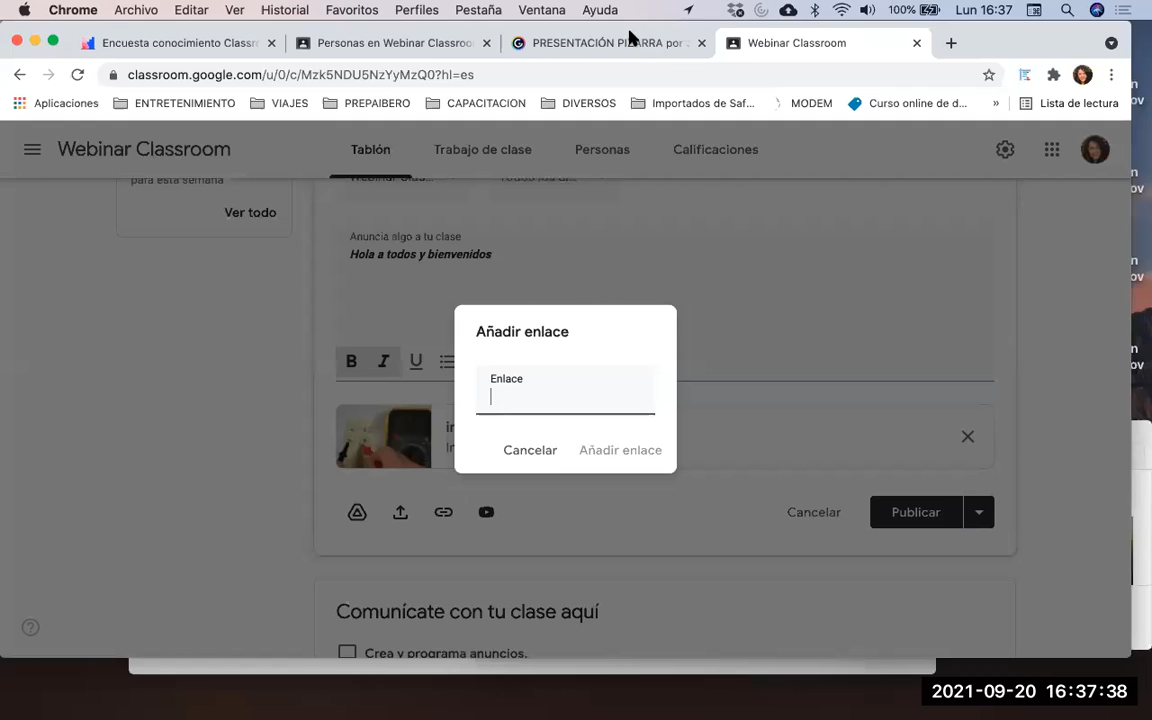 Chrome Archivo Editar Ver Historial Favoritos Perfiles Pestaña Ventana Ayuda 100% Lun 16:37
Encuesta conocimiento Classr Personas en Webinar Classroo PRESENTACIÓN PIZARRA por Webinar Classroom
classroom.google.com/u/0/c/Mzk5NDU5NzYyMzQ0?hl=es
Aplicaciones ENTRETENIMIENTO VIAJES PREPAIBERO CAPACITACION DIVERSOS Importados de Saf... MODEM Curso online de d... » Lista de lectura
Webinar Classroom Tablón Trabajo de clase Personas Calificaciones
para esta semana
Ver todo
Webinar Clas...
Anuncia algo a tu clase
Hola a todos y bienvenidos
Añadir enlace
Enlace
B I U
Cancelar Añadir enlace
Cancelar Publicar
Comunícate con tu clase aquí
Crea y programa anuncios.
2021-09-20 16:37:38